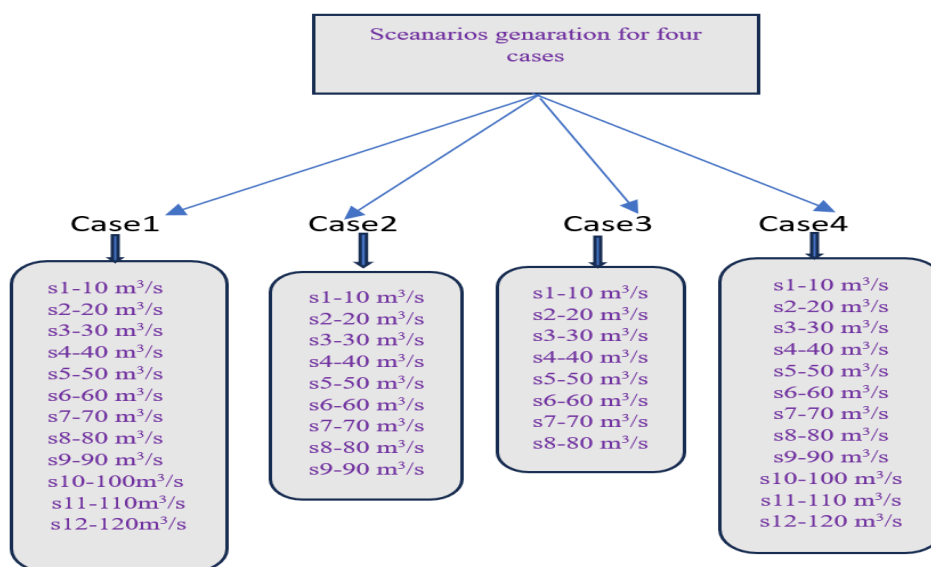 Sceanarios genaration for four
cases
Case1
Case2
Case3
Case4
s1-10 m³/s
s2-20 m³/s
s3-30 m³/s
s4-40 m³/s
s5-50 m³/s
s6-60 m³/s
s7-70 m³/s
s8-80 m³/s
s9-90 m³/s
s10-100m³/s
s11-110m³/s
s12-120m³/s
s1-10 m³/s
s2-20 m³/s
s3-30 m³/s
s4-40 m³/s
s5-50 m³/s
s6-60 m³/s
s7-70 m³/s
s8-80 m³/s
s9-90 m³/s
s1-10 m³/s
s2-20 m³/s
s3-30 m³/s
s4-40 m³/s
s5-50 m³/s
s6-60 m³/s
s7-70 m³/s
s8-80 m³/s
s1-10 m³/s
s2-20 m³/s
s3-30 m³/s
s4-40 m³/s
s5-50 m³/s
s6-60 m³/s
s7-70 m³/s
s8-80 m³/s
s9-90 m³/s
s10-100 m³/s
s11-110 m³/s
s12-120 m³/s